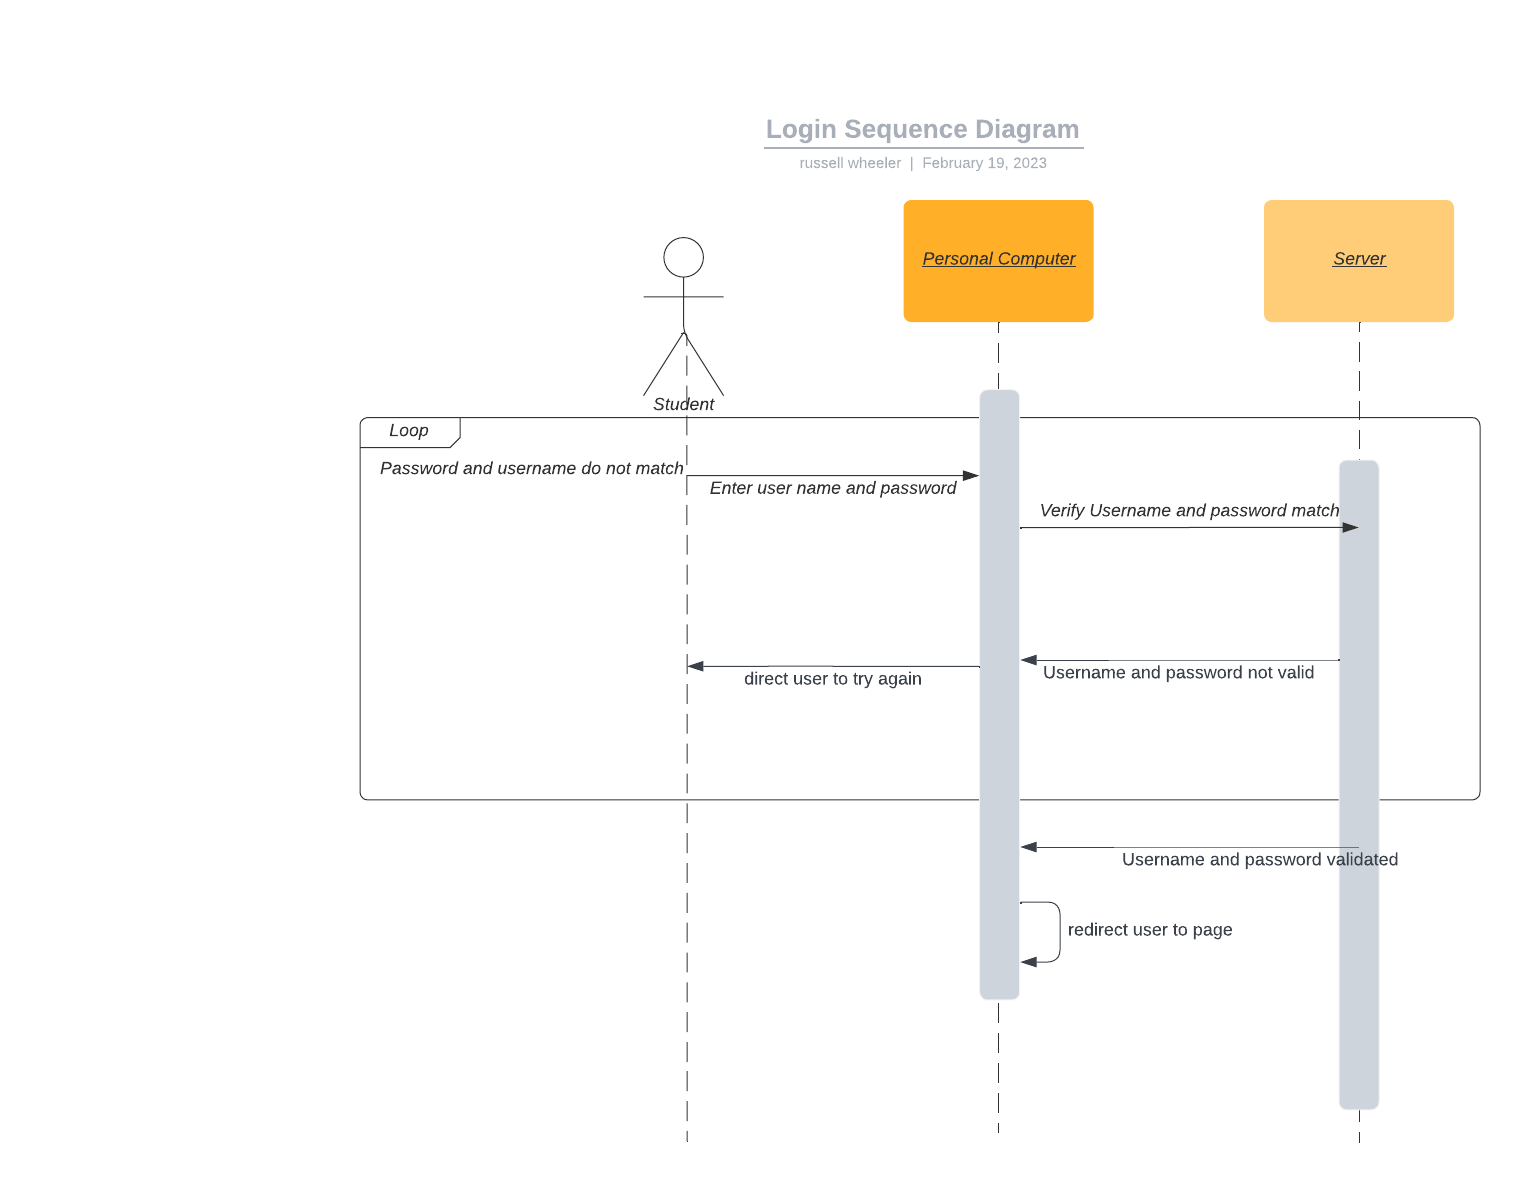 Login Sequence Diagram
russell wheeler | February 19, 2023
Personal Computer
Server
Student
Loop
Password and username do not match
Enter user name and password
Verify Username and password match
Username and password not valid
direct user to try again
Username and password validated
redirect user to page